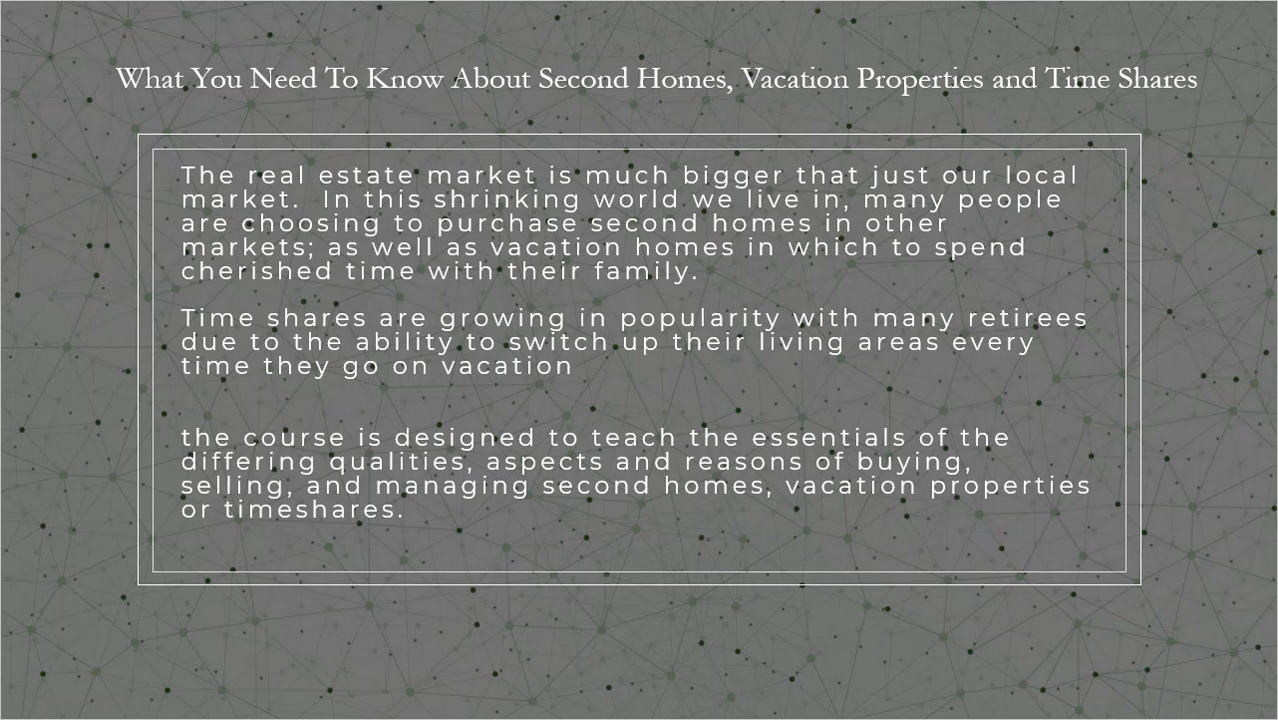 What You Need To Know About Second Homes, Vacation Properties and Time Shares
The real estate market is much bigger that just our local
market.  In this shrinking world we live in, many people
are choosing to purchase second homes in other
markets; as well as vacation homes in which to spend
cherished time with their family.
Time shares are growing in popularity with many retirees
due to the ability to switch up their living areas every
time they go on vacation
the course is designed to teach the essentials of the
differing qualities, aspects and reasons of buying,
selling, and managing second homes, vacation properties
or timeshares.